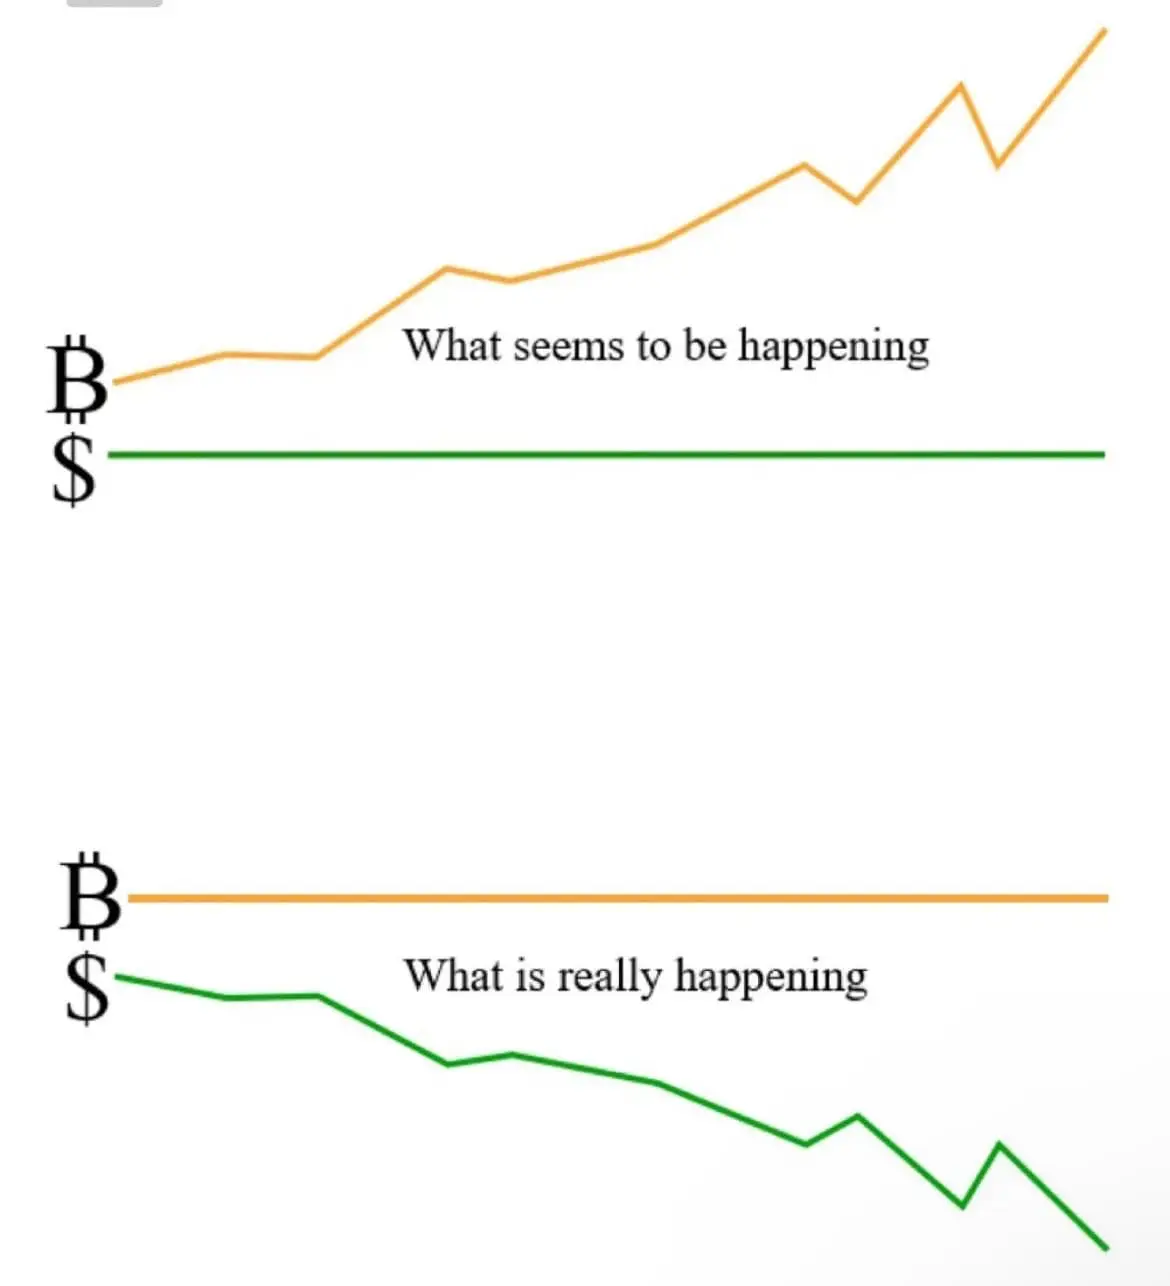 What seems to be happening
₿
$
₿
What is really happening
$